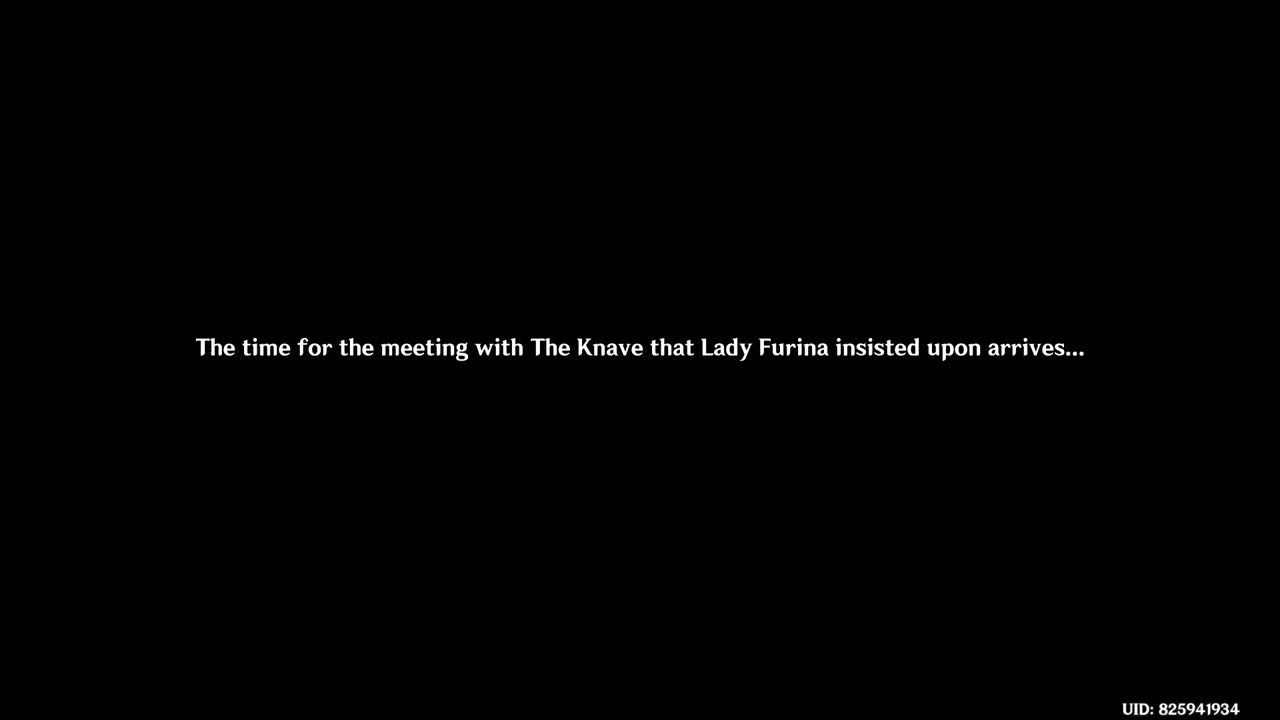 The time for the meeting with The Knave that Lady Furina insisted upon arrives...
UID: 825941934